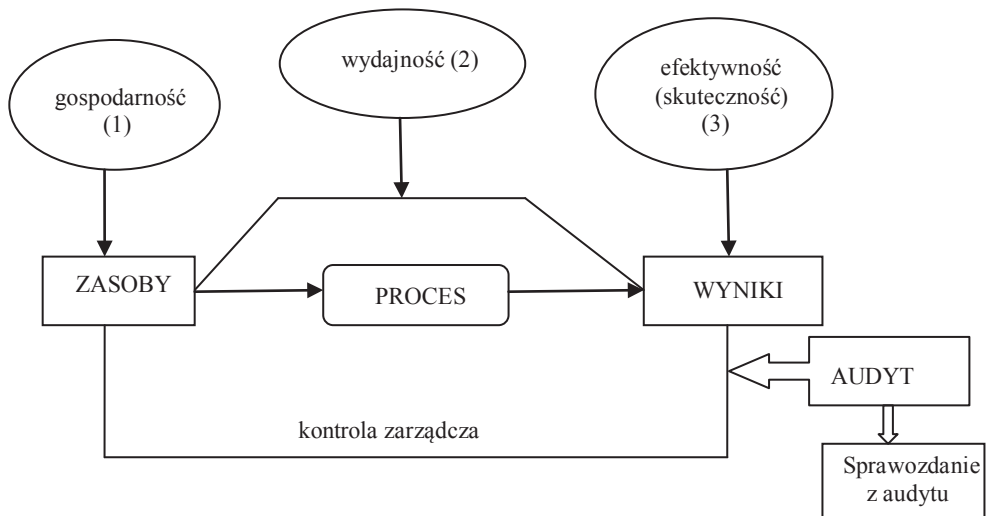 gospodarność
(1)
wydajność (2)
efektywność
(skuteczność)
(3)
ZASOBY
PROCES
WYNIKI
AUDYT
kontrola zarządcza
Sprawozdanie
z audytu